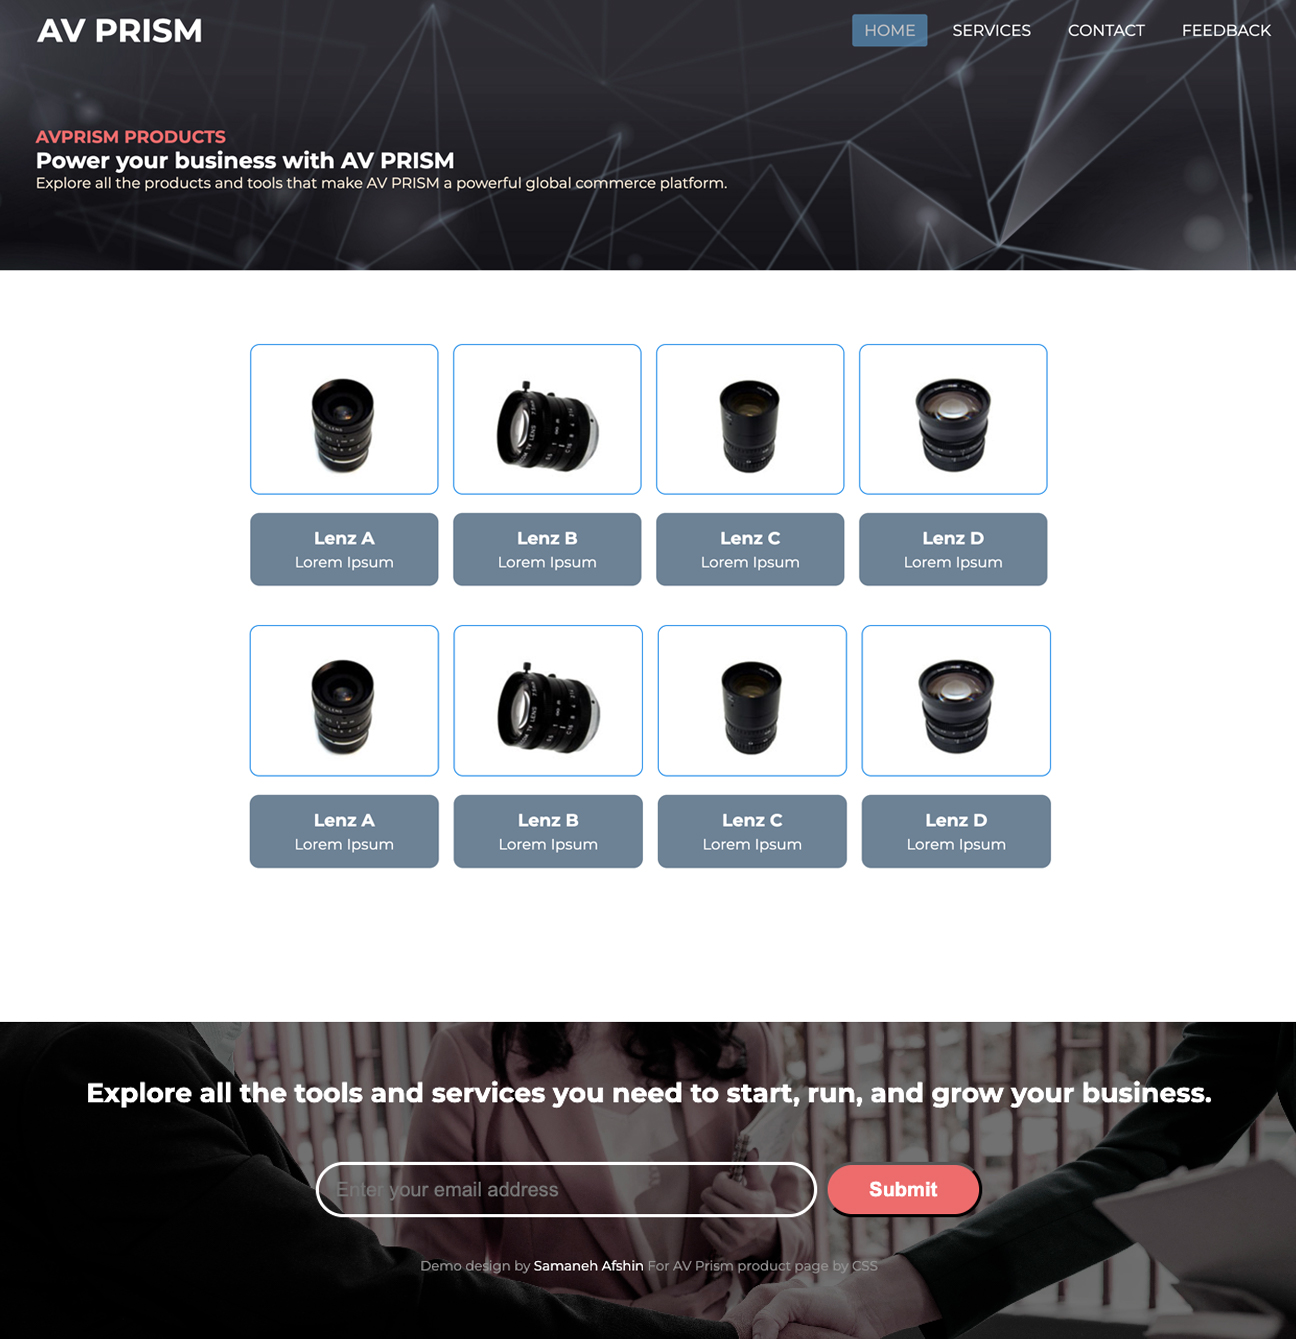 AV PRISM
HOME SERVICES CONTACT FEEDBACK
AVPRISM PRODUCTS
Power your business with AV PRISM
Explore all the products and tools that make AV PRISM a powerful global commerce platform.
Lenz A
Lorem Ipsum
Lenz B
Lorem Ipsum
Lenz C
Lorem Ipsum
Lenz D
Lorem Ipsum
Lenz A
Lorem Ipsum
Lenz B
Lorem Ipsum
Lenz C
Lorem Ipsum
Lenz D
Lorem Ipsum
Explore all the tools and services you need to start, run, and grow your business.
Enter your email address
Submit
Demo design by Samaneh Afshin For AV Prism product page by CSS